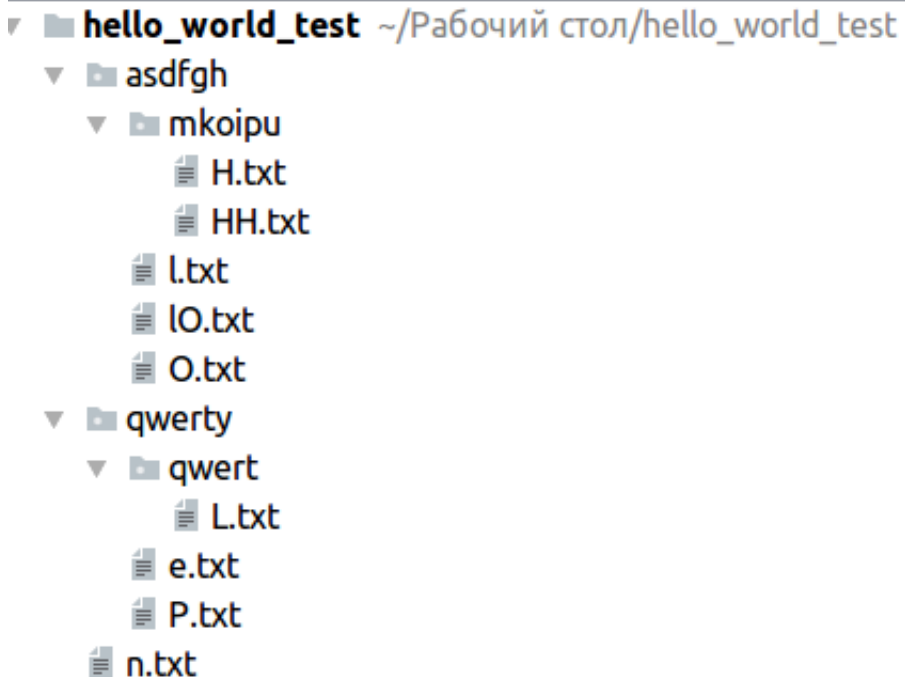 hello_world_test ~/Рабочий стол/hello_world_test
asdfgh
mkoipu
H.txt
HH.txt
l.txt
lO.txt
O.txt
qwerty
qwert
L.txt
e.txt
P.txt
n.txt